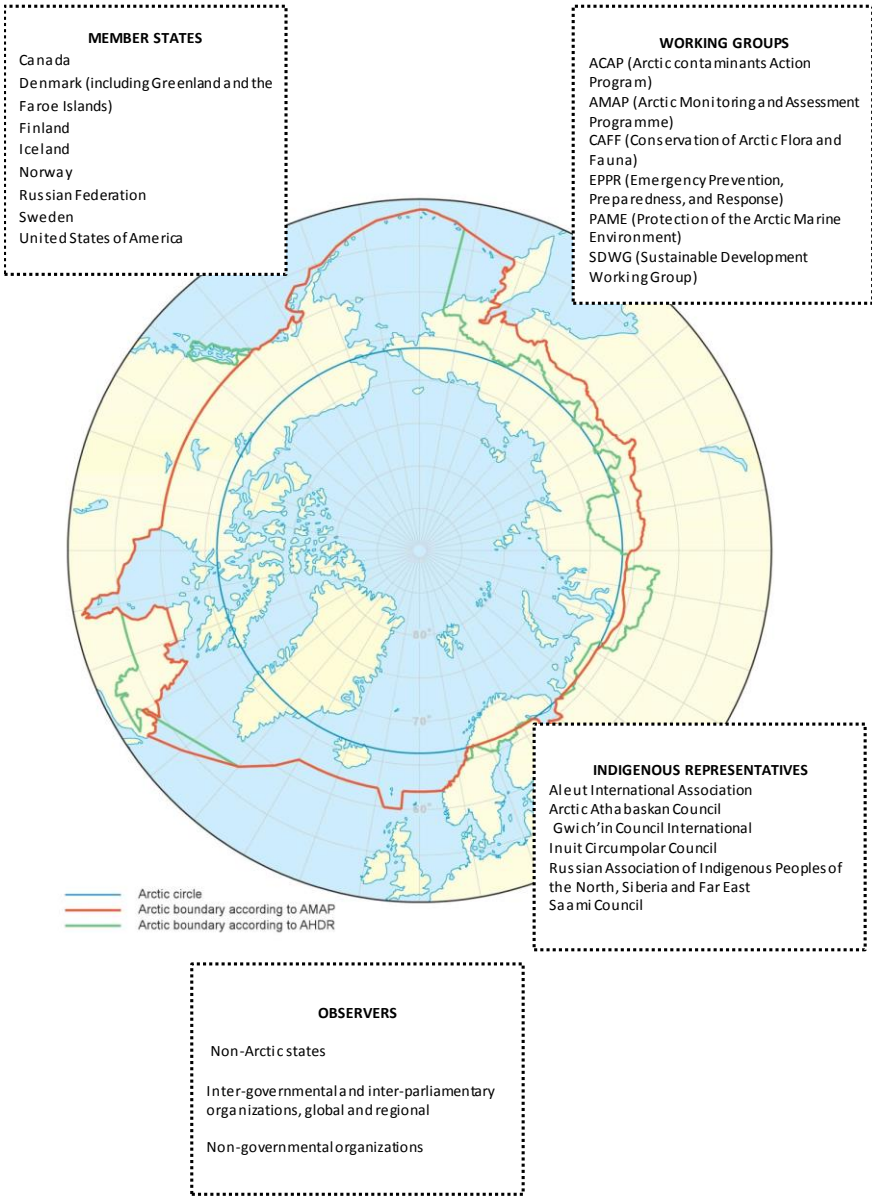 MEMBER STATES
Canada
Denmark (including Greenland and the
Faroe Islands)
Finland
Iceland
Norway
Russian Federation
Sweden
United States of America
WORKING GROUPS
ACAP (Arctic contaminants Action
Program)
AMAP (Arctic Monitoring and Assessment
Programme)
CAFF (Conservation of Arctic Flora and
Fauna)
EPPR (Emergency Prevention,
Preparedness, and Response)
PAME (Protection of the Arctic Marine
Environment)
SDWG (Sustainable Development
Working Group)
80°
70°
60°
INDIGENOUS REPRESENTATIVES
Aleut International Association
Arctic Athabaskan Council
Gwich’in Council International
Inuit Circumpolar Council
Russian Association of Indigenous Peoples of
the North, Siberia and Far East
Saami Council
Arctic circle
Arctic boundary according to AMAP
Arctic boundary according to AHDR
OBSERVERS
Non-Arctic states
Inter-governmental and inter-parliamentary
organizations, global and regional
Non-governmental organizations